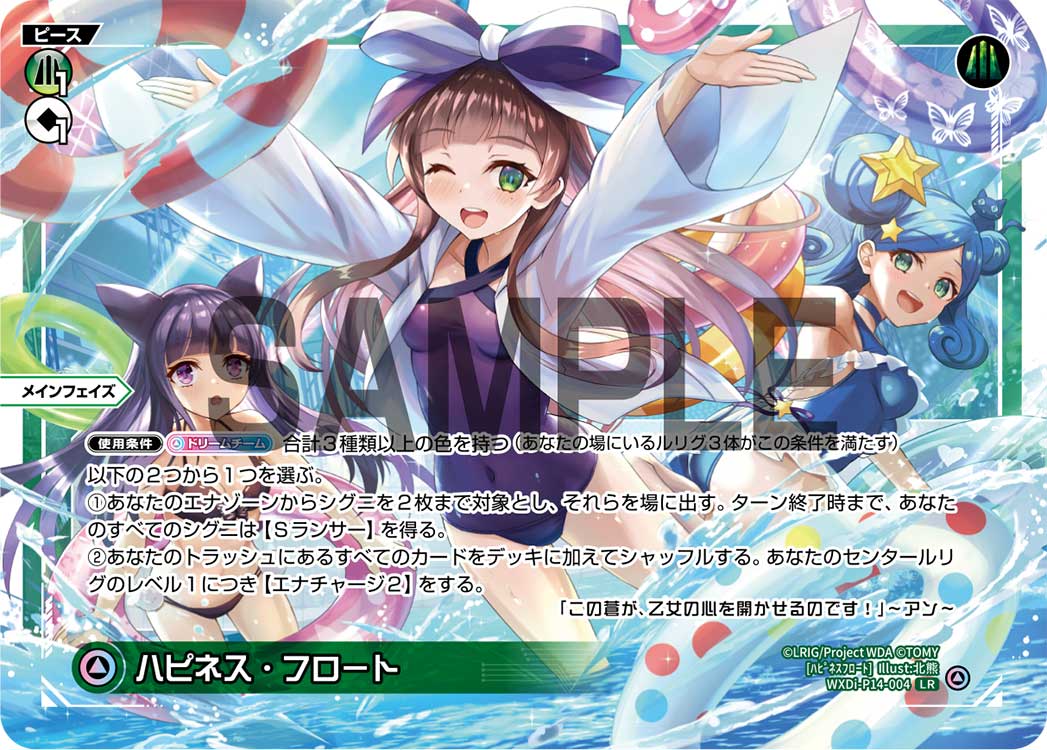 ピース
1
1
メインフェイズ
SAMPLE
使用条件 ドリームチーム 合計3種類以上の色を持つ(あなたの場にいるルリグ3体がこの条件を満たす)
以下の2つから1つを選ぶ。
①あなたのエナゾーンからシグニを2枚まで対象とし、それらを場に出す。ターン終了時まで、あなた
のすべてのシグニは【Sランサー】を得る。
②あなたのトラッシュにあるすべてのカードをデッキに加えてシャッフルする。あなたのセンタールリ
グのレベル1につき【エナチャージ2】をする。
「この蒼が、乙女の心を開かせるのです!」~アン~
ハピネス・フロート
©LRIG/Project WDA ©TOMY
[ハピネスフロート] Illust:北熊
WXDi-P14-004 LR